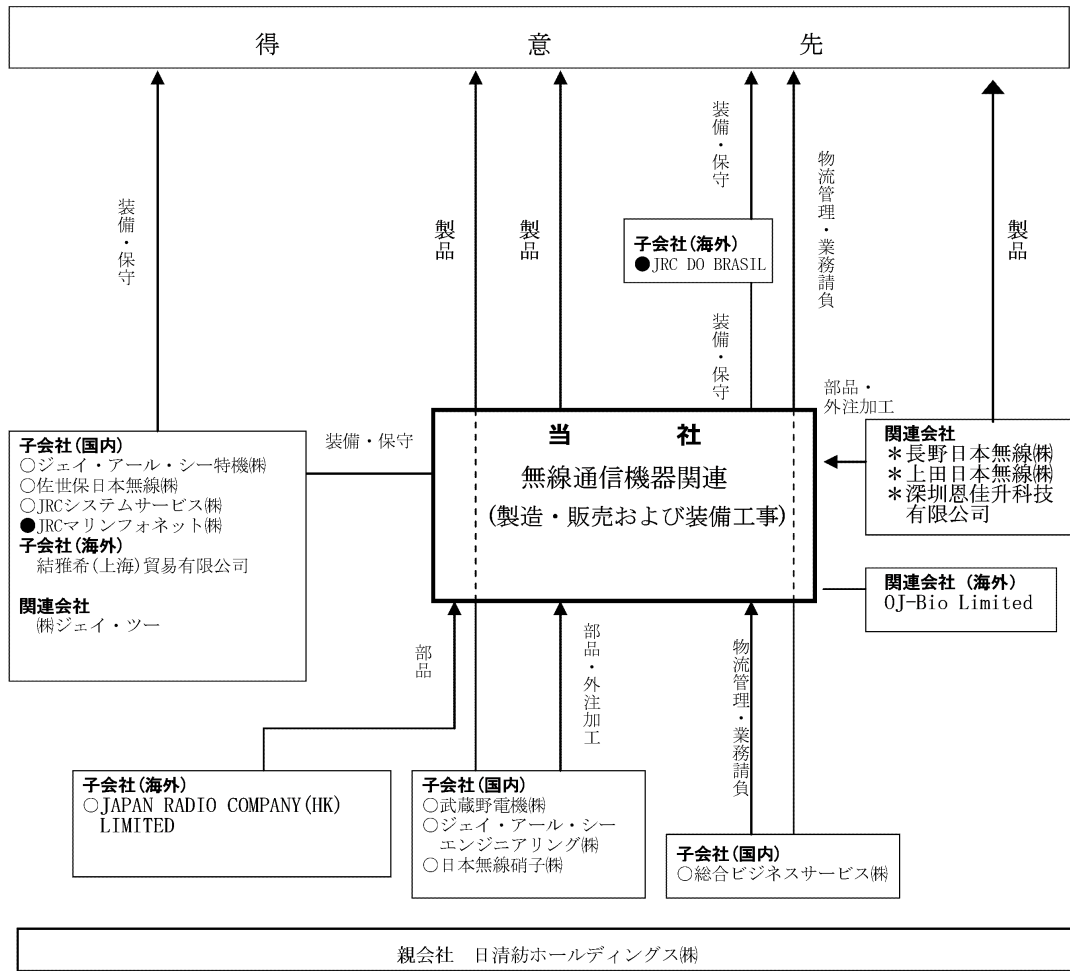 得意先
装備・保守
製品
製品
装備・保守
物流管理・業務請負
製品
子会社(海外)
●JRC DO BRASIL
装備・保守
部品・
外注加工
子会社(国内)
○ジェイ・アール・シー特機㈱
○佐世保日本無線㈱
○JRCシステムサービス㈱
●JRCマリンフォネット㈱
子会社(海外)
結雅希(上海)貿易有限公司
関連会社
㈱ジェイ・ツー
装備・保守
当社
無線通信機器関連
(製造・販売および装備工事)
関連会社
＊長野日本無線㈱
＊上田日本無線㈱
＊深圳恩佳升科技
有限公司
関連会社（海外）
OJ-Bio Limited
部品
部品・外注加工
物流管理・業務請負
子会社(海外)
○JAPAN RADIO COMPANY(HK)
LIMITED
子会社(国内)
○武蔵野電機㈱
○ジェイ・アール・シー
エンジニアリング㈱
○日本無線硝子㈱
子会社(国内)
○総合ビジネスサービス㈱
親会社　日清紡ホールディングス㈱